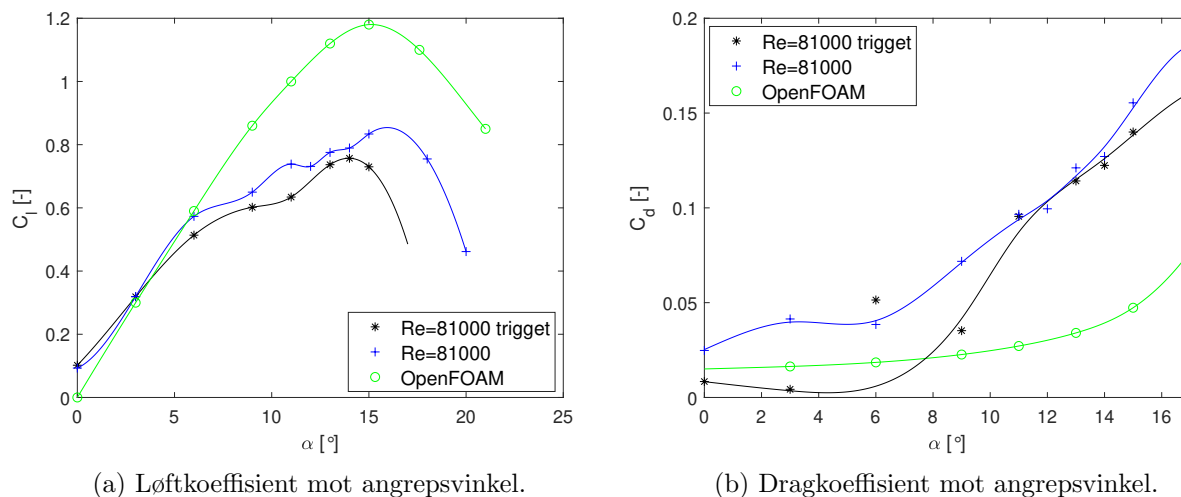 1.2
1
0.8
0.6
0.4
0.2
0
C_l [-]
0 5 10 15 20 25
α [°]
Re=81000 trigget
Re=81000
OpenFOAM
(a) Løftkoeffisient mot angrepsvinkel.
0.2
0.15
0.1
0.05
0
C_d [-]
0 2 4 6 8 10 12 14 16
α [°]
Re=81000 trigget
Re=81000
OpenFOAM
(b) Dragkoeffisient mot angrepsvinkel.